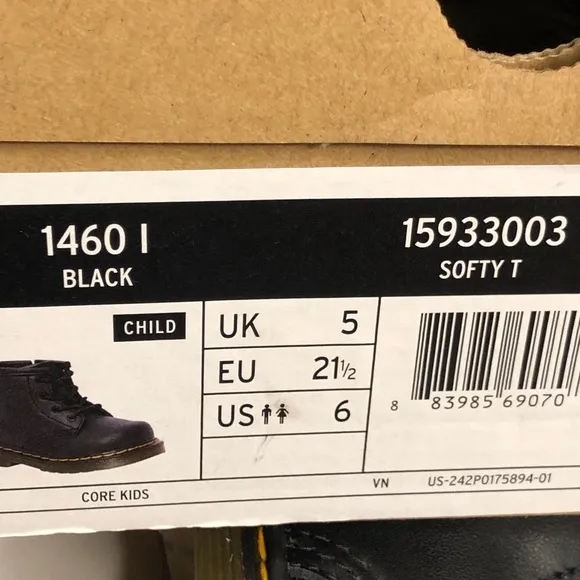 1460 I
BLACK
15933003
SOFTY T
CHILD
UK 5
EU 21½
US 6
8 83985 69070
CORE KIDS
VN US-242P0175894-01